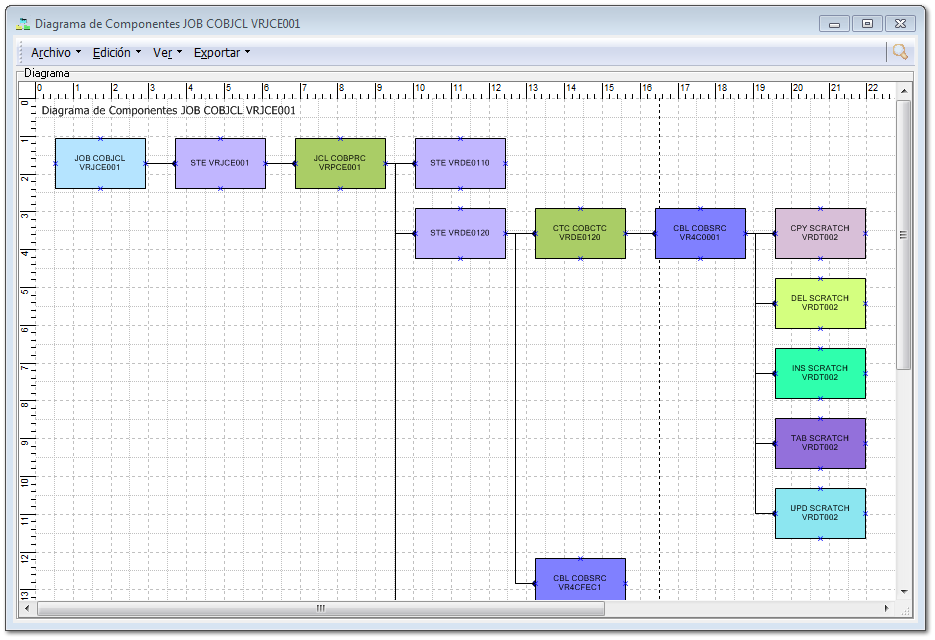 Diagrama de Componentes JOB COBJCL VRJCE001
Archivo Edición Ver Exportar
Diagrama
0 1 2 3 4 5 6 7 8 9 10 11 12 13 14 15 16 17 18 19 20 21 22
0 1 2 3 4 5 6 7 8 9 10 11 12 13
Diagrama de Componentes JOB COBJCL VRJCE001
JOB COBJCL
VRJCE001
STE VRJCE001
JCL COBPRC
VRPCE001
STE VRDE0110
STE VRDE0120
CTC COBCTC
VRDE0120
CBL COBSRC
VR4C0001
CPY SCRATCH
VRDT002
DEL SCRATCH
VRDT002
INS SCRATCH
VRDT002
TAB SCRATCH
VRDT002
UPD SCRATCH
VRDT002
CBL COBSRC
VR4CFEC1